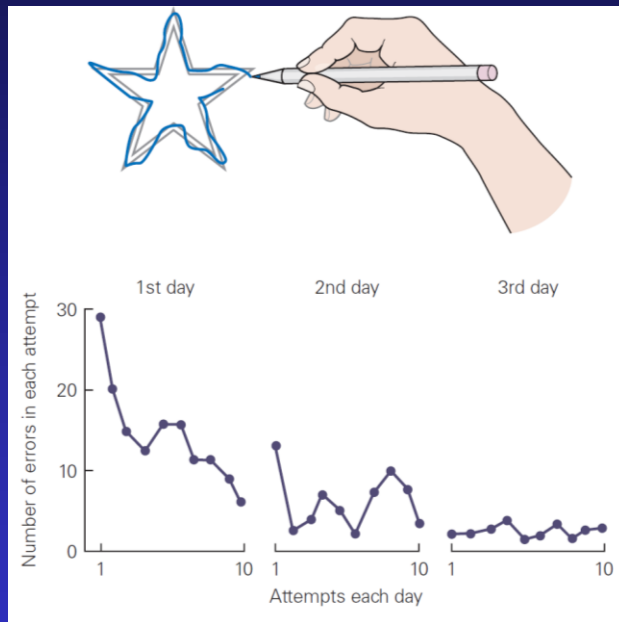 1st day 2nd day 3rd day
Number of errors in each attempt
30
20
10
0
1 10 1 10 1 10
Attempts each day